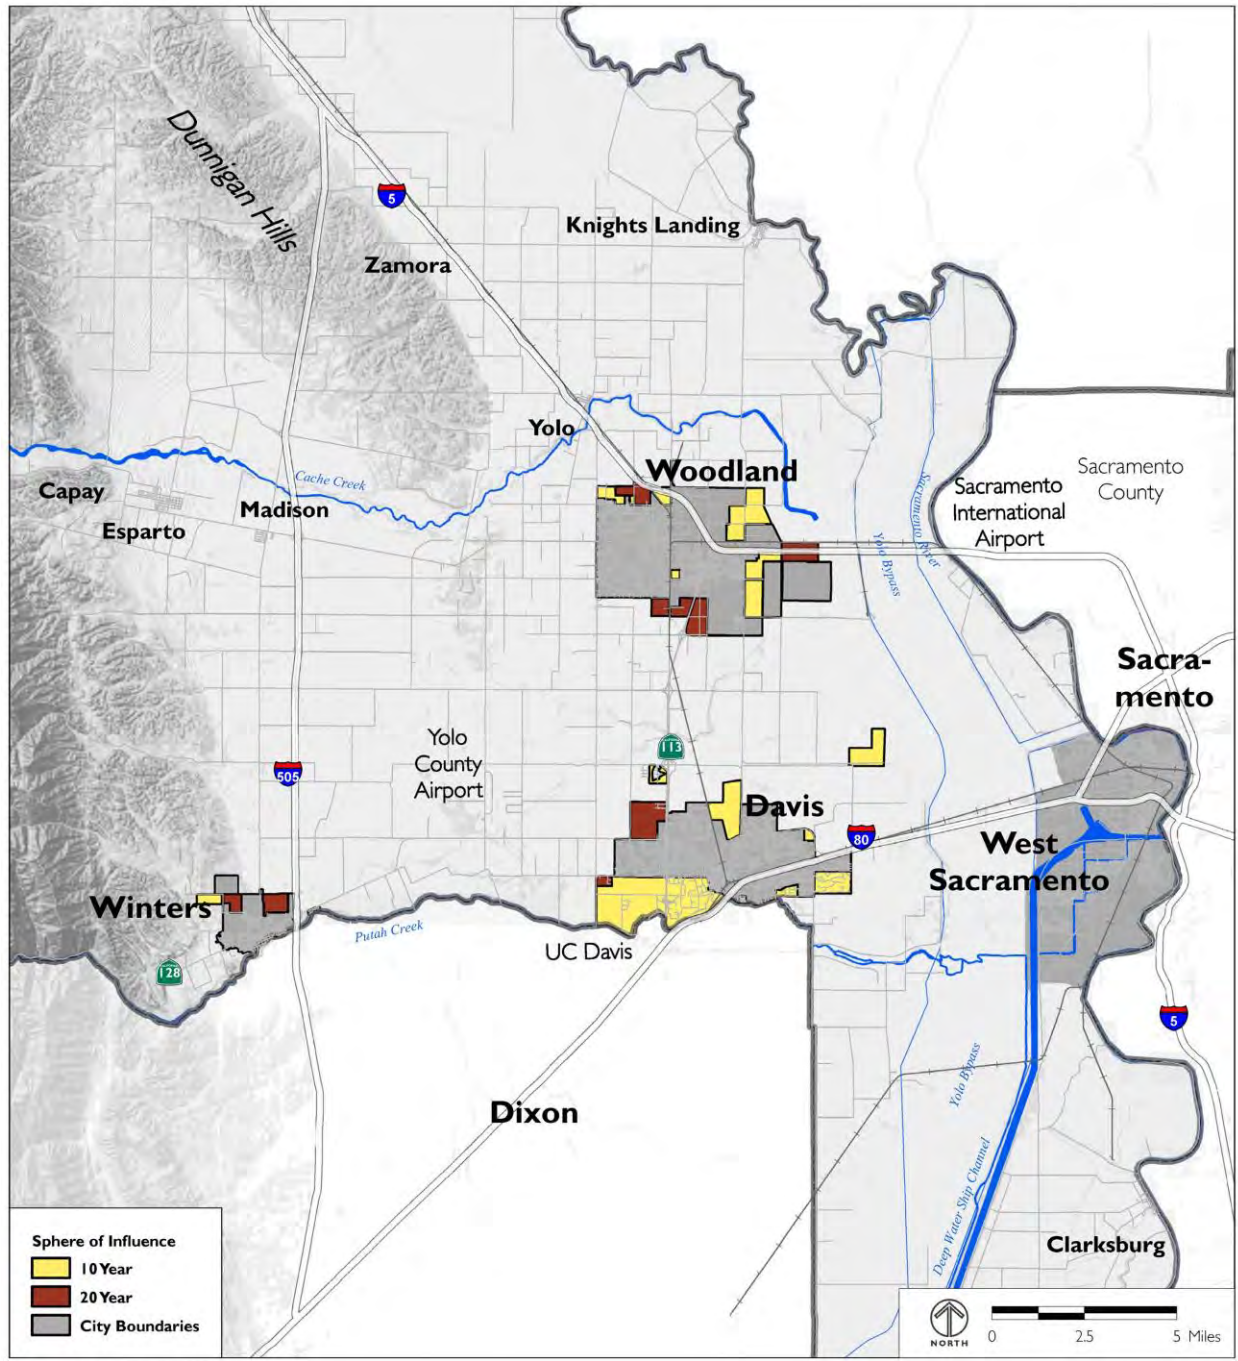 Dunnigan Hills
5
Knights Landing
Zamora
Yolo
Woodland
Cache Creek
Capay
Madison
Esparto
Sacramento
County
Sacramento
International
Airport
Sacramento River
Yolo Bypass
Sacra-
mento
Yolo
County
Airport
113
505
Davis
80
West
Sacramento
Winters
Putah Creek
UC Davis
128
5
Yolo Bypass
Dixon
Deep Water Ship Channel
Clarksburg
Sphere of Influence
10 Year
20 Year
City Boundaries
NORTH
0 2.5 5 Miles